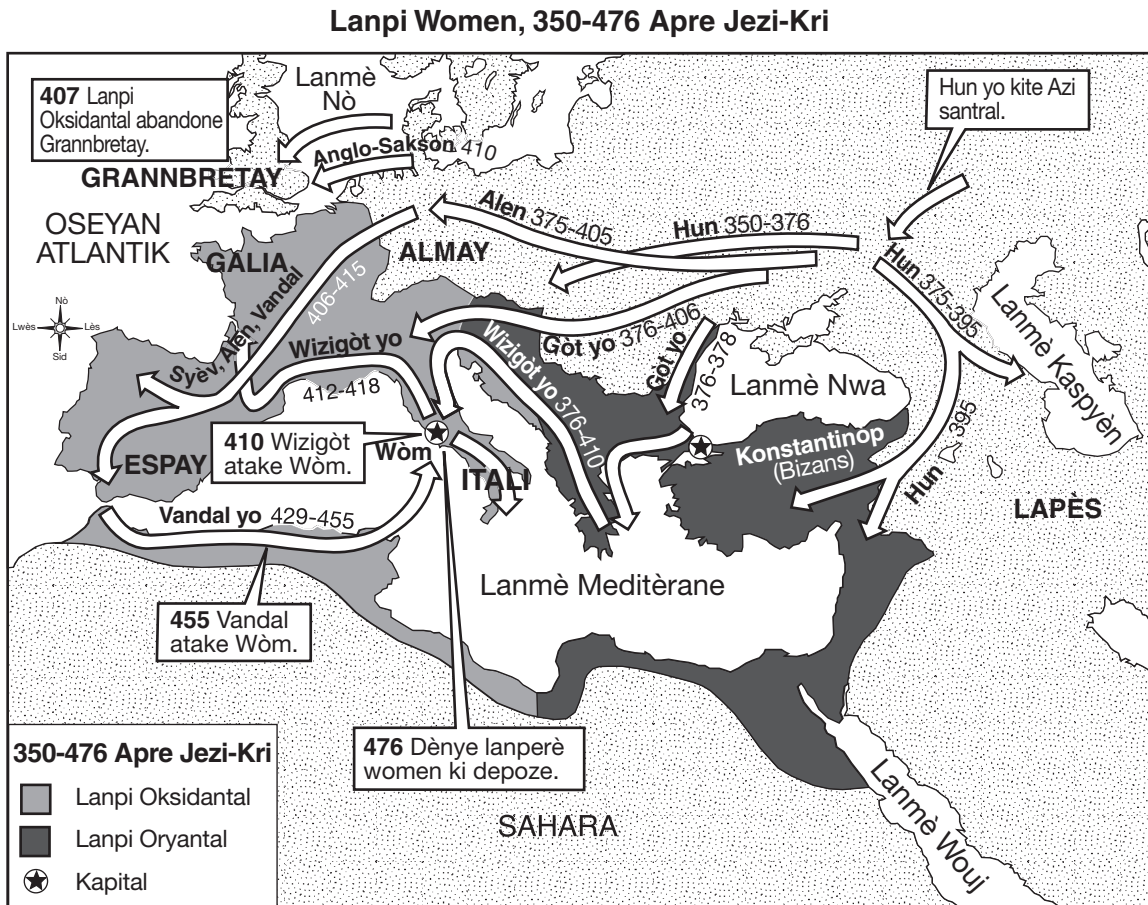 Lanpi Women, 350-476 Apre Jezi-Kri
407 Lanpi
Oksidantal abandone
Grannbretay.
Lanmè
Nò
Hun yo kite Azi
santral.
Anglo-Saksòn 410
GRANNBRETAY
OSEYAN
ATLANTIK
GALIA
ALMAY
Alen 375-405
Hun 350-376
Hun 375-395
Lanmè Kaspyèn
Nò
Lwès
Lès
Sid
Syèv, Alen, Vandal
406-415
Wizigòt yo
412-418
Gòt yo 376-406
Wizigòt yo 376-410
Gòt yo
376-378
Lanmè Nwa
410 Wizigòt
atake Wòm.
Wòm
ESPAY
ITALI
Konstantinop
(Bizans)
Hun
395
LAPÈS
Vandal yo 429-455
Lanmè Meditèrane
455 Vandal
atake Wòm.
476 Dènye lanperè
women ki depoze.
SAHARA
Lanmè Wouj
350-476 Apre Jezi-Kri
Lanpi Oksidantal
Lanpi Oryantal
Kapital